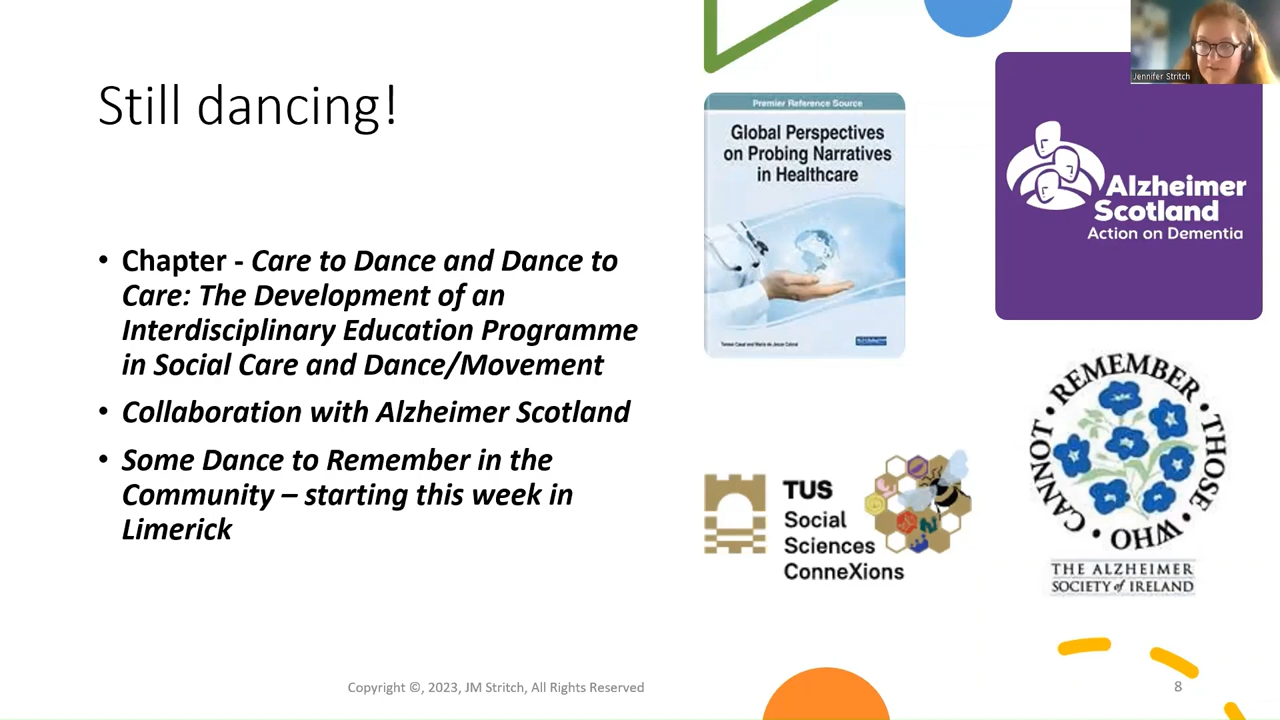 Still dancing!
• Chapter - Care to Dance and Dance to
Care: The Development of an
Interdisciplinary Education Programme
in Social Care and Dance/Movement
• Collaboration with Alzheimer Scotland
• Some Dance to Remember in the
Community – starting this week in
Limerick
Premier Reference Source
Global Perspectives
on Probing Narratives
in Healthcare
Jennifer Stritch
Alzheimer
Scotland
Action on Dementia
TUS
Social
Sciences
ConneXions
REMEMBER • THOSE • WHO • CANNOT •
THE ALZHEIMER
SOCIETY of IRELAND
Copyright ©, 2023, JM Stritch, All Rights Reserved
8